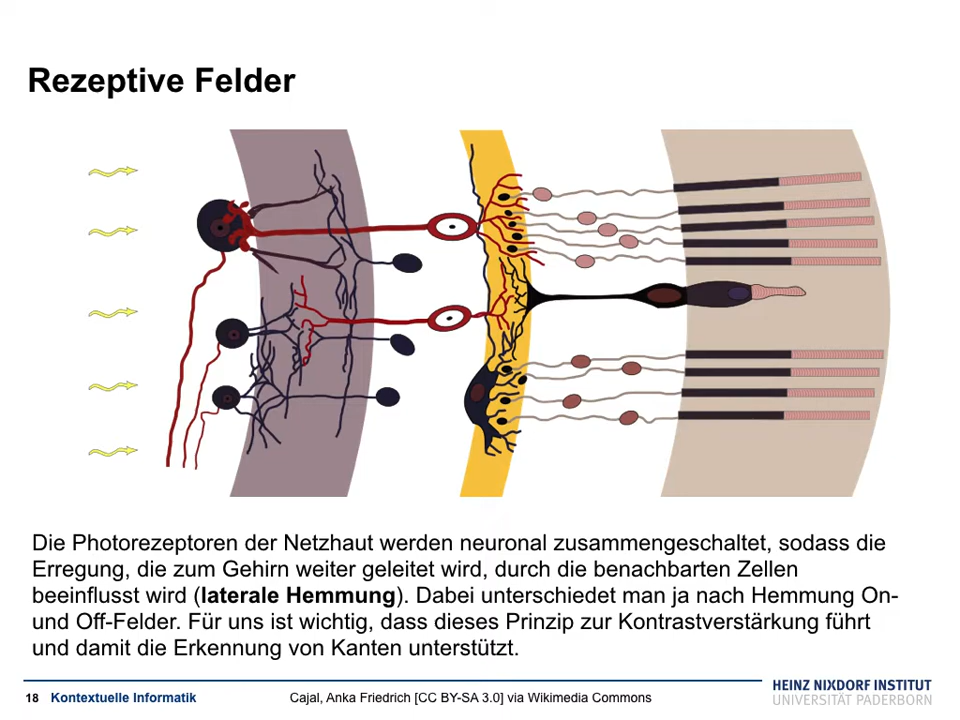 Rezeptive Felder
Die Photorezeptoren der Netzhaut werden neuronal zusammengeschaltet, sodass die
Erregung, die zum Gehirn weiter geleitet wird, durch die benachbarten Zellen
beeinflusst wird (laterale Hemmung). Dabei unterschiedet man ja nach Hemmung On-
und Off-Felder. Für uns ist wichtig, dass dieses Prinzip zur Kontrastverstärkung führt
und damit die Erkennung von Kanten unterstützt.
18 Kontextuelle Informatik
Cajal, Anka Friedrich [CC BY-SA 3.0] via Wikimedia Commons
HEINZ NIXDORF INSTITUT
UNIVERSITÄT PADERBORN